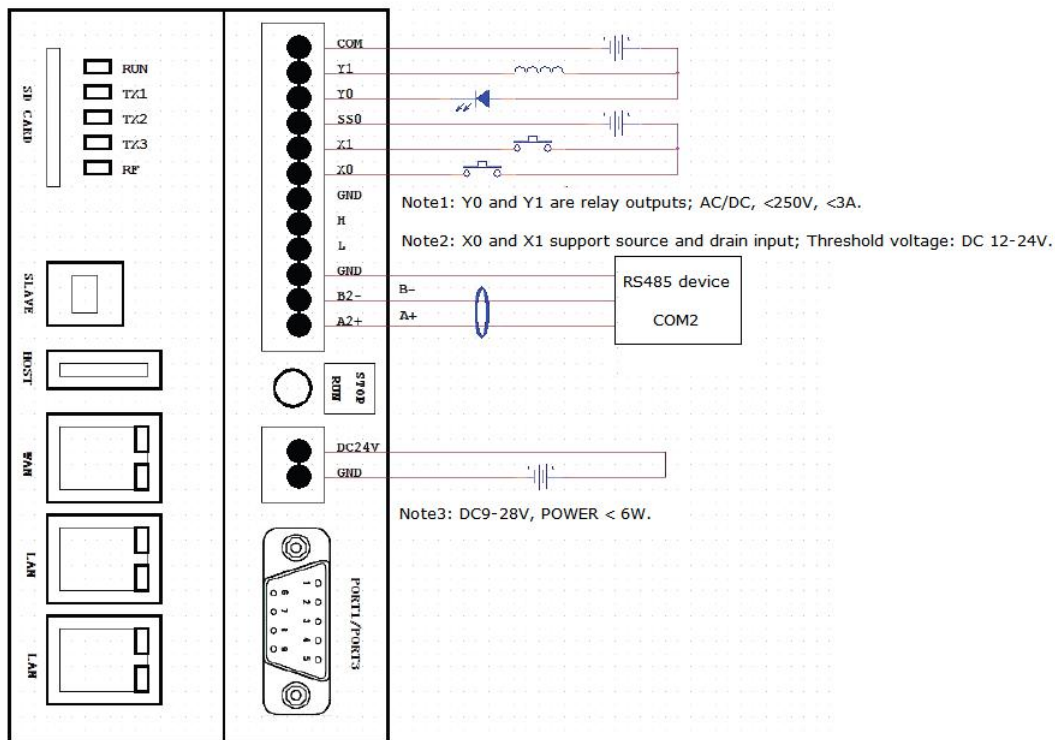 SD CARD
RUN
TX1
TX2
TX3
RF
SLAVE
HOST
WAN
LAN
LAN
COM
Y1
Y0
SS0
X1
X0
GND
H
L
GND
B2-
A2+
B-
A+
RS485 device
COM2
Note1: Y0 and Y1 are relay outputs; AC/DC, <250V, <3A.
Note2: X0 and X1 support source and drain input; Threshold voltage: DC 12-24V.
STOP
RUN
DC24V
GND
Note3: DC9-28V, POWER < 6W.
PORT1/PORT3
1
2
3
4
5
6
7
8
9